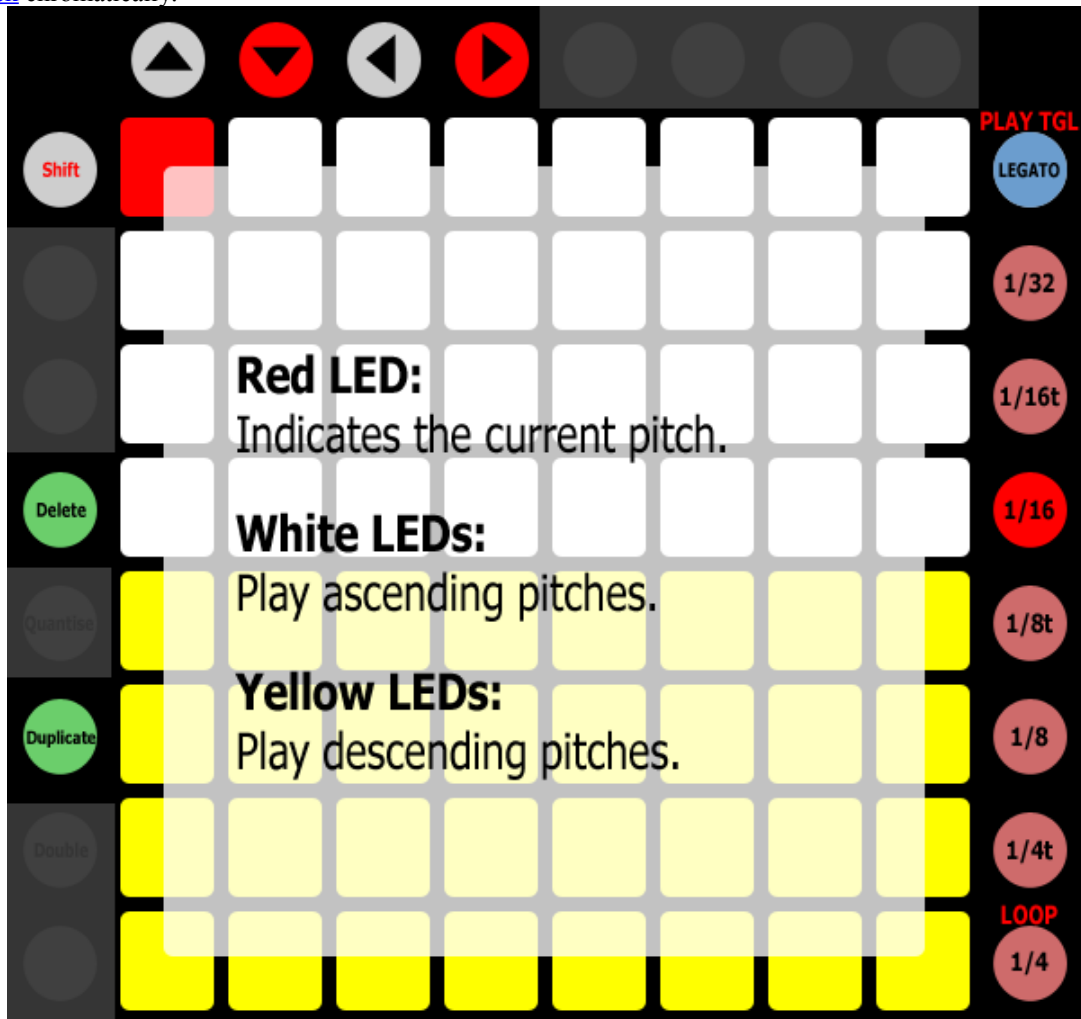 chromatically.
PLAY TGL
Shift
LEGATO
1/32
Red LED:
1/16t
Indicates the current pitch.
Delete
1/16
White LEDs:
Play ascending pitches.
Quantise
1/8t
Yellow LEDs:
Duplicate
1/8
Play descending pitches.
Double
1/4t
LOOP
1/4